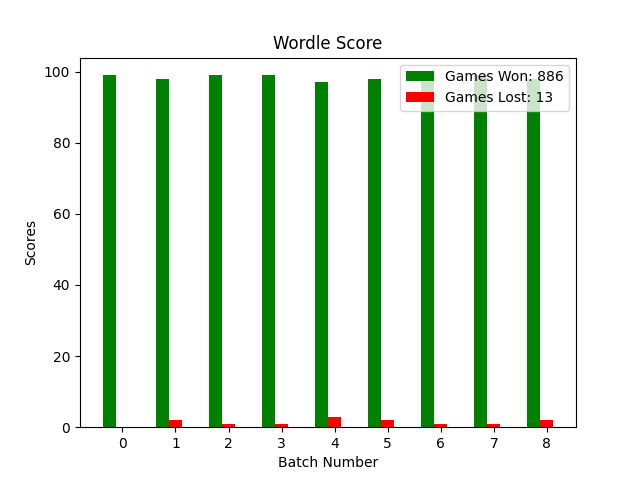 Wordle Score
Games Won: 886
Games Lost: 13
100
80
60
40
20
0
Scores
0 1 2 3 4 5 6 7 8
Batch Number